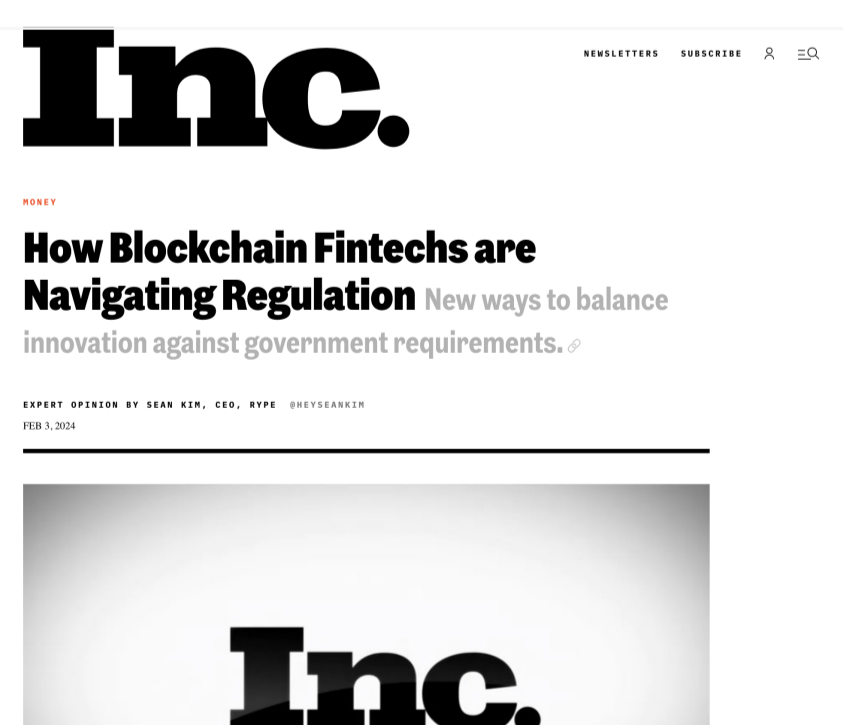 Inc.
NEWSLETTERS SUBSCRIBE
MONEY
How Blockchain Fintechs are
Navigating Regulation New ways to balance
innovation against government requirements.
EXPERT OPINION BY SEAN KIM, CEO, RYPE @HEYSEANKIM
FEB 3, 2024
Inc.